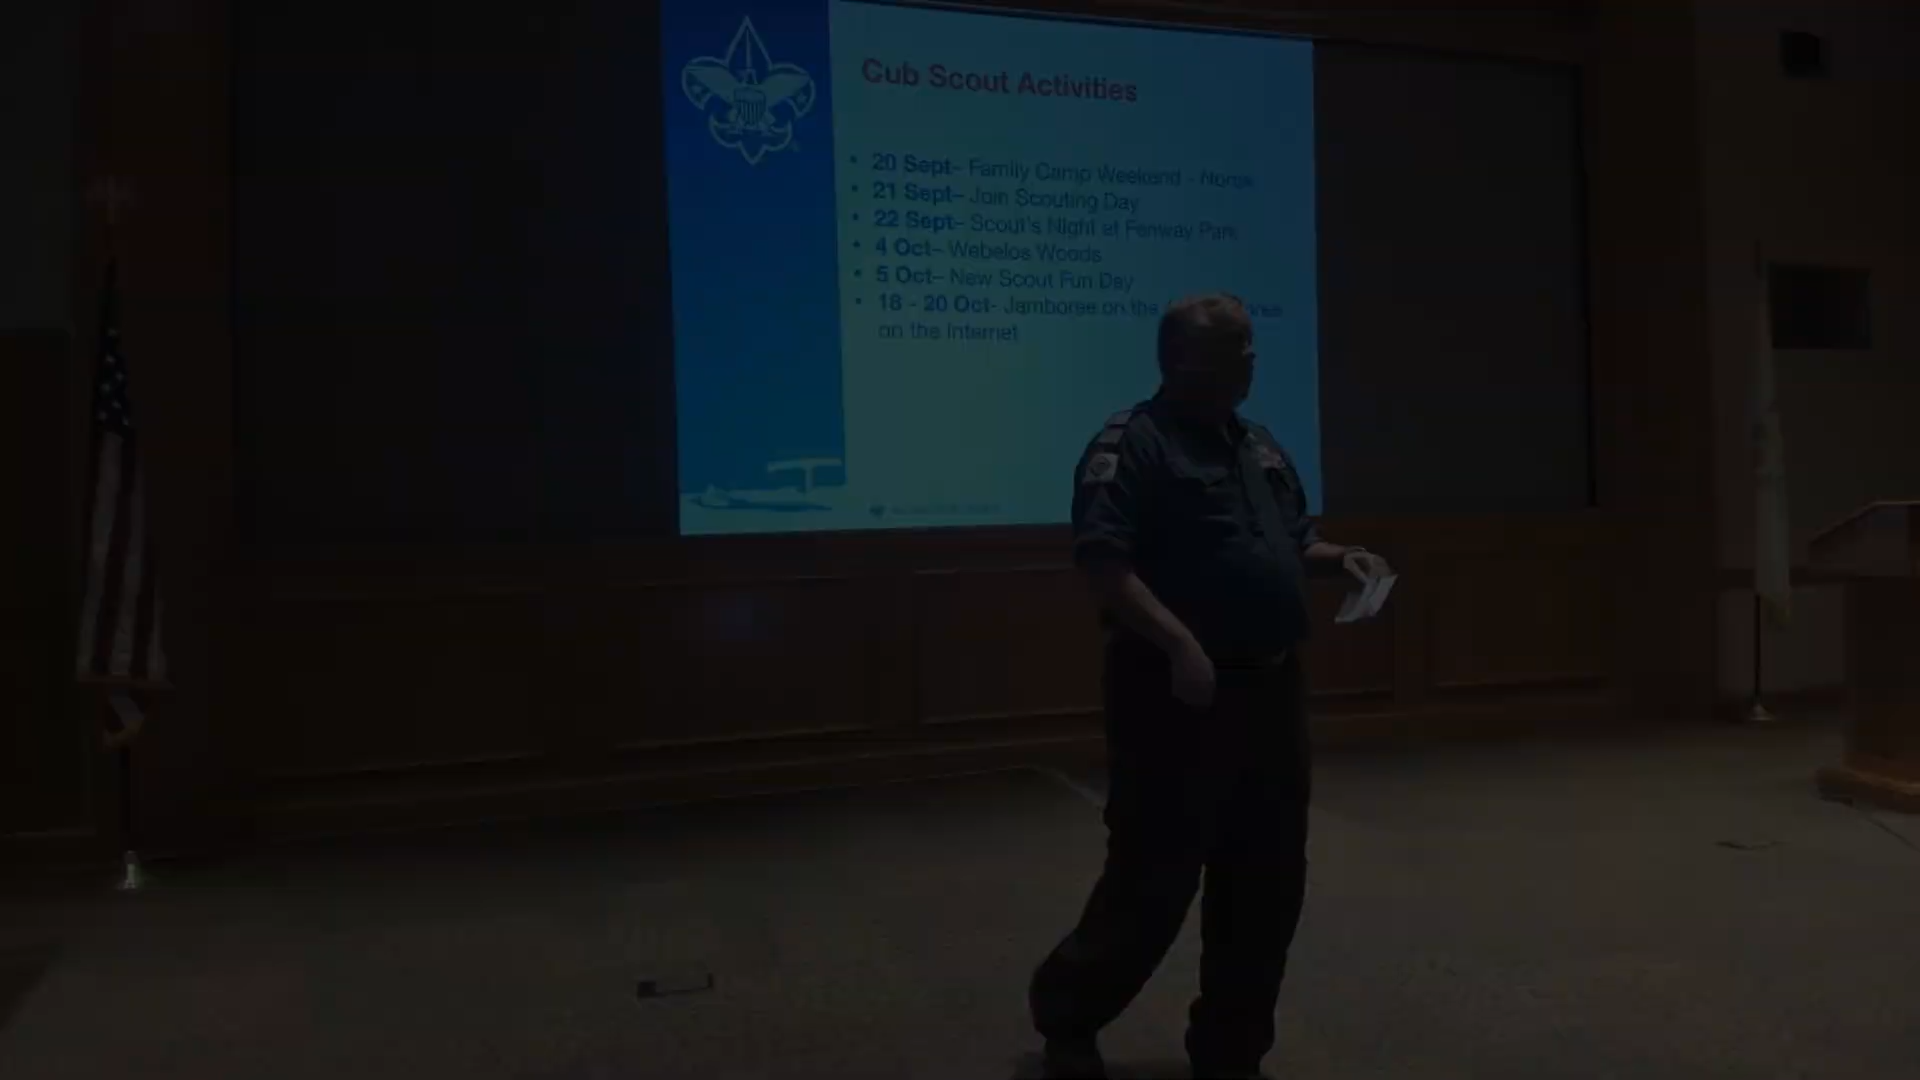 Cub Scout Activities
• 20 Sept– Family Camp Weekend - Norse
• 21 Sept– Join Scouting Day
• 22 Sept– Scout's Night at Fenway Park
• 4 Oct– Webelos Woods
• 5 Oct– New Scout Fun Day
• 18 - 20 Oct- Jamboree on the
on the Internet